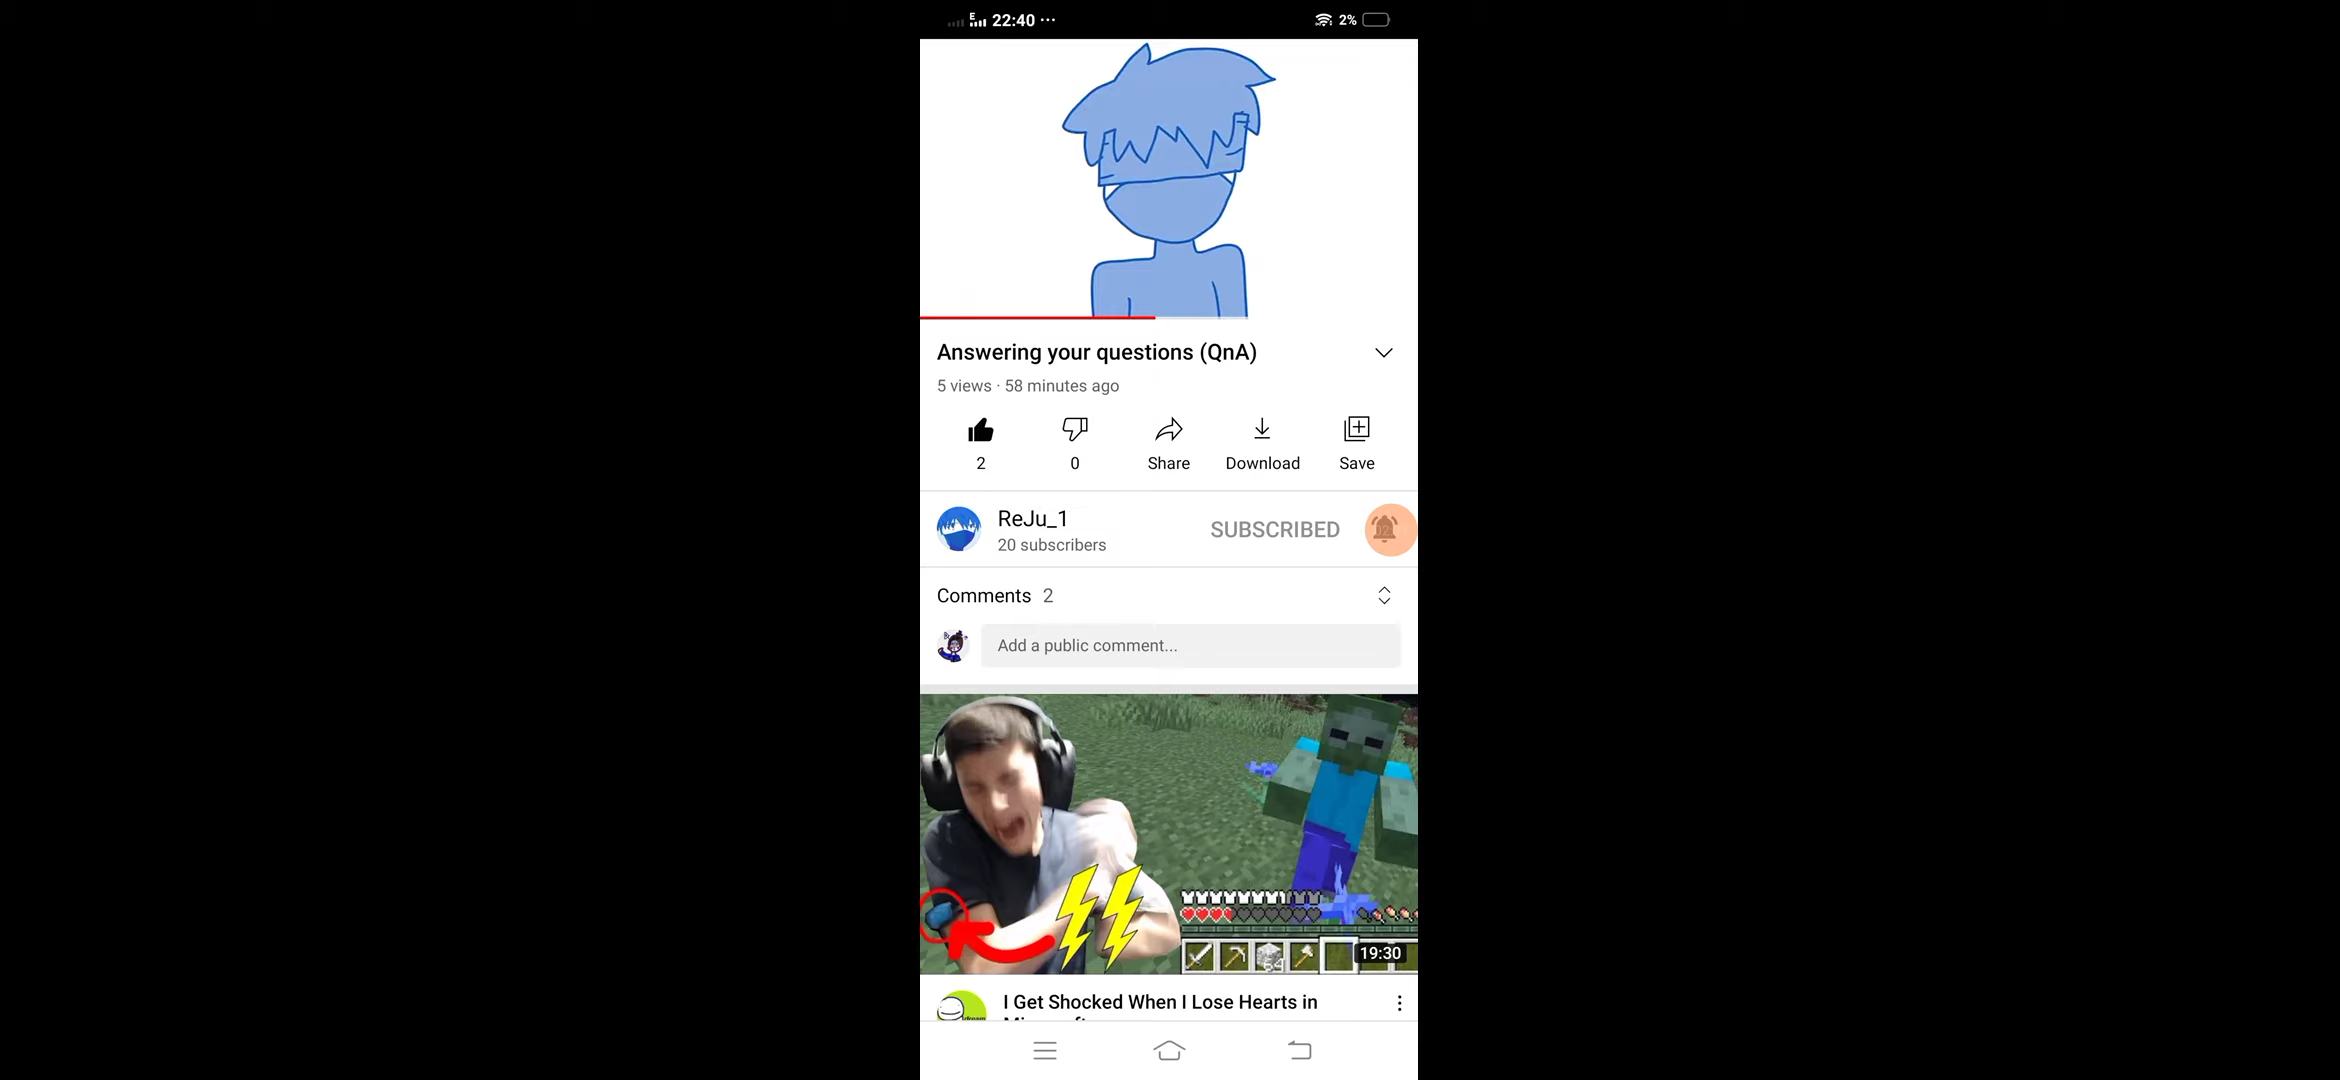 E 22:40 ... 2%
Answering your questions (QnA)
5 views · 58 minutes ago
2 0 Share Download Save
ReJu_1
20 subscribers
SUBSCRIBED
Comments 2
Add a public comment...
64
19:30
I Get Shocked When I Lose Hearts in